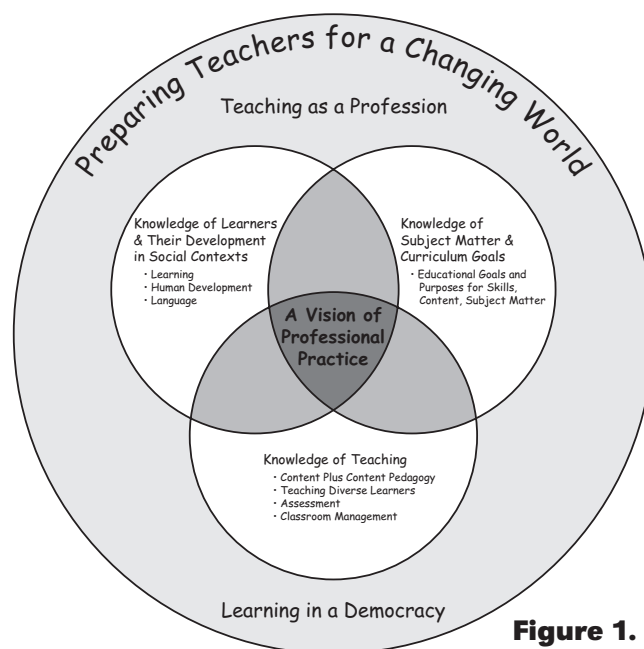 Preparing Teachers for a Changing World
Teaching as a Profession
Knowledge of Learners
& Their Development
in Social Contexts
· Learning
· Human Development
· Language
Knowledge of
Subject Matter &
Curriculum Goals
· Educational Goals and
Purposes for Skills,
Content, Subject Matter
A Vision of
Professional
Practice
Knowledge of Teaching
· Content Plus Content Pedagogy
· Teaching Diverse Learners
· Assessment
· Classroom Management
Learning in a Democracy
Figure 1.